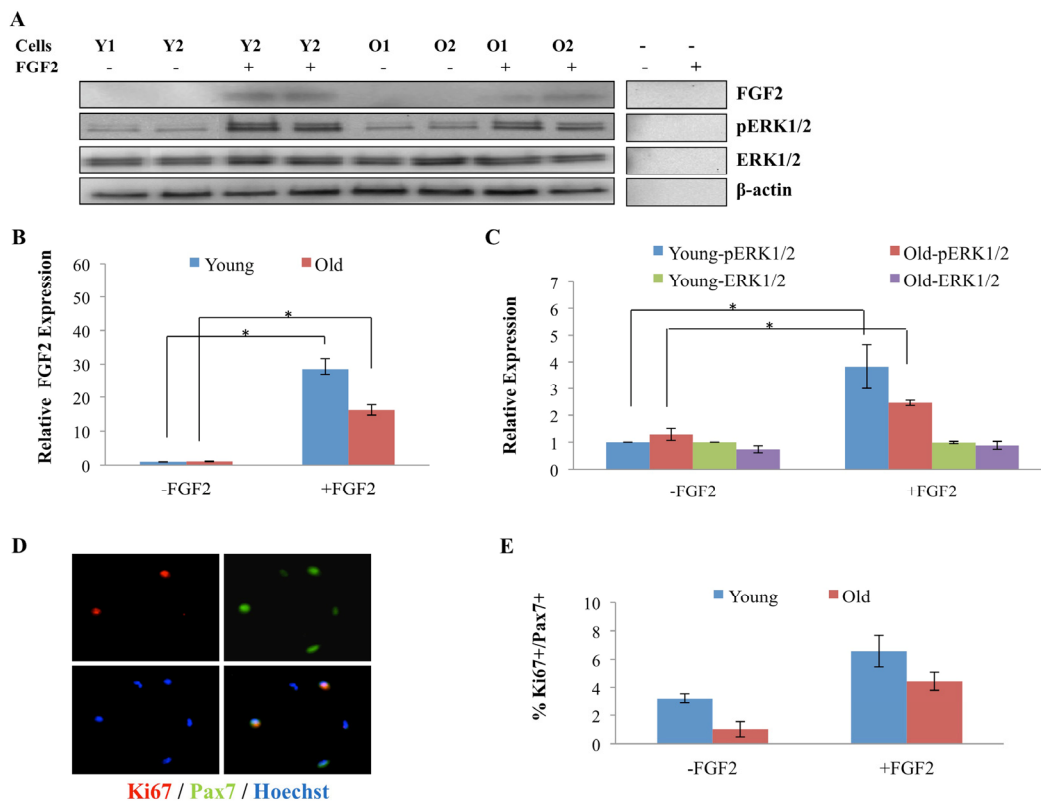 A
Cells Y1 Y2 Y2 Y2 O1 O2 O1 O2 - -
FGF2 - - + + - - + + - +
FGF2
pERK1/2
ERK1/2
β-actin
B
Young Old
Relative FGF2 Expression
60
50
40
30
20
10
0
* *
-FGF2 +FGF2
C
Young-pERK1/2 Old-pERK1/2
Young-ERK1/2 Old-ERK1/2
Relative Expression
7
6
5
4
3
2
1
0
* *
-FGF2 +FGF2
D
Ki67 / Pax7 / Hoechst
E
Young Old
% Ki67+/Pax7+
10
8
6
4
2
0
-FGF2 +FGF2